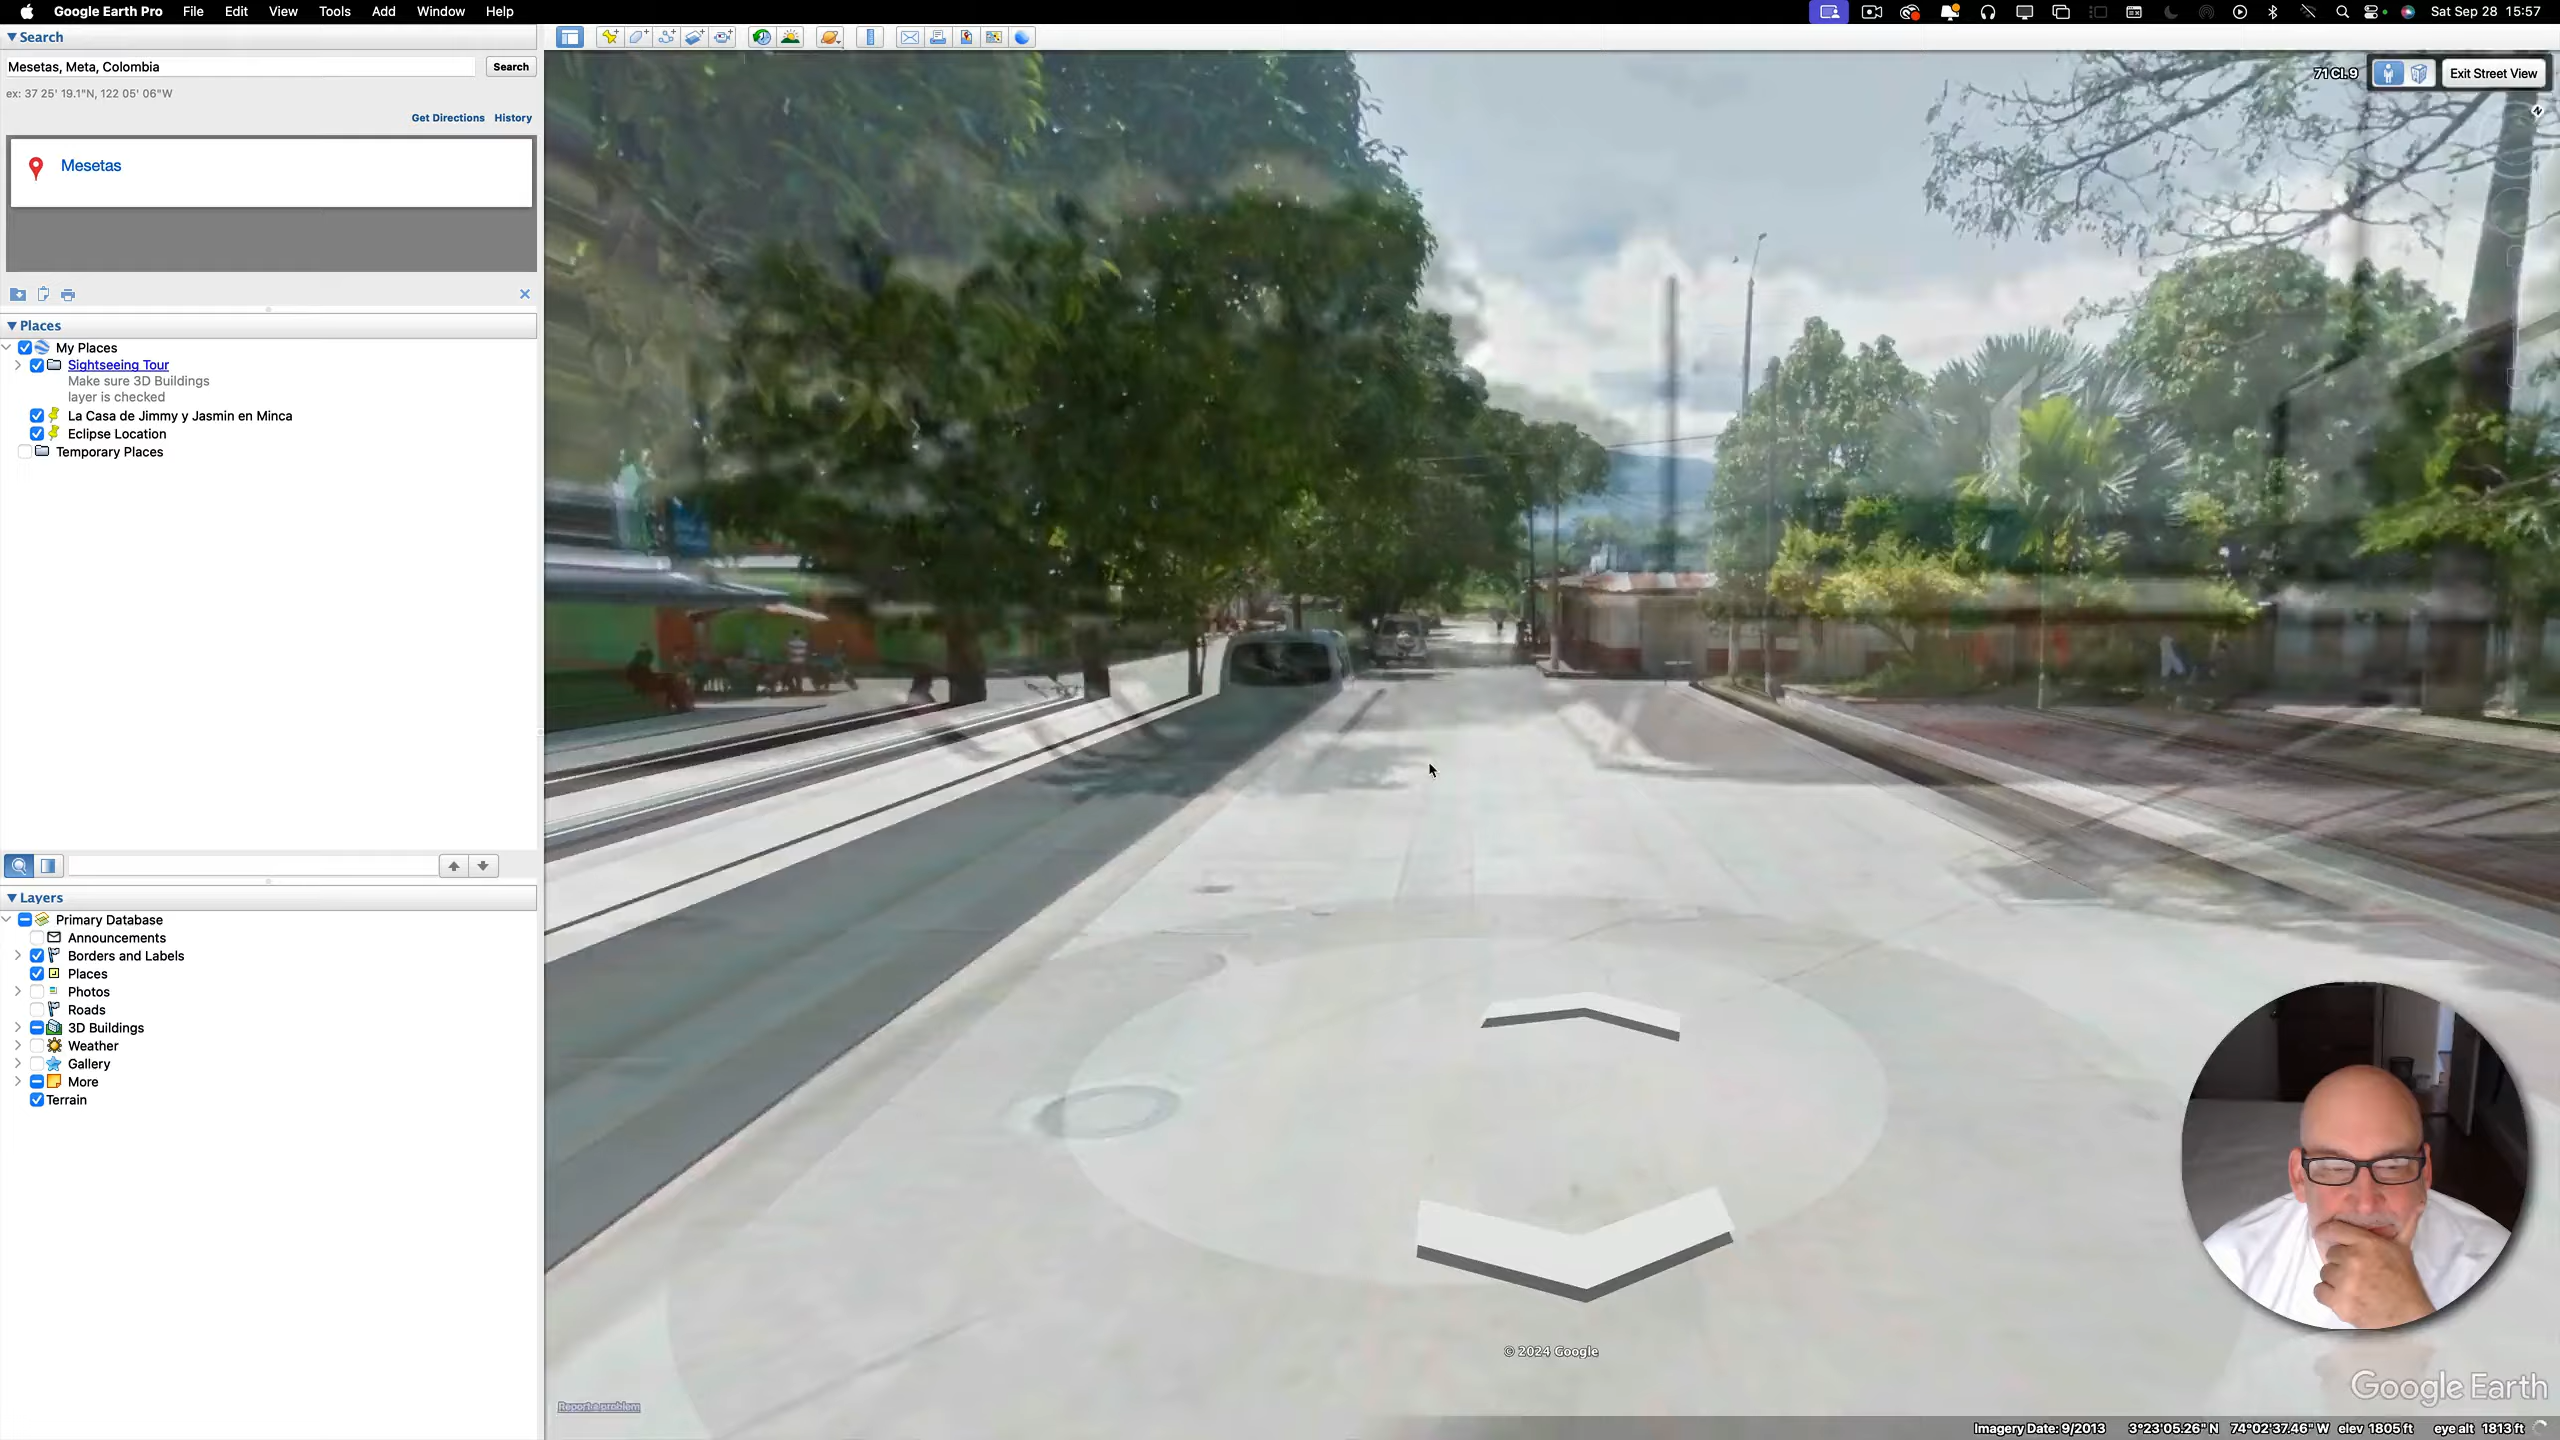 Google Earth Pro File Edit View Tools Add Window Help
Sat Sep 28 15:57
Search
Mesetas, Meta, Colombia
Search
ex: 37 25' 19.1"N, 122 05' 06"W
Get Directions History
Mesetas
Places
My Places
Sightseeing Tour
Make sure 3D Buildings
layer is checked
La Casa de Jimmy y Jasmin en Minca
Eclipse Location
Temporary Places
Layers
Primary Database
Announcements
Borders and Labels
Places
Photos
Roads
3D Buildings
Weather
Gallery
More
Terrain
71 Cl. 9
Exit Street View
N
© 2024 Google
Google Earth
Report a problem
Imagery Date: 9/2013 3°23'05.26" N 74°02'37.46" W elev 1805 ft eye alt 1813 ft